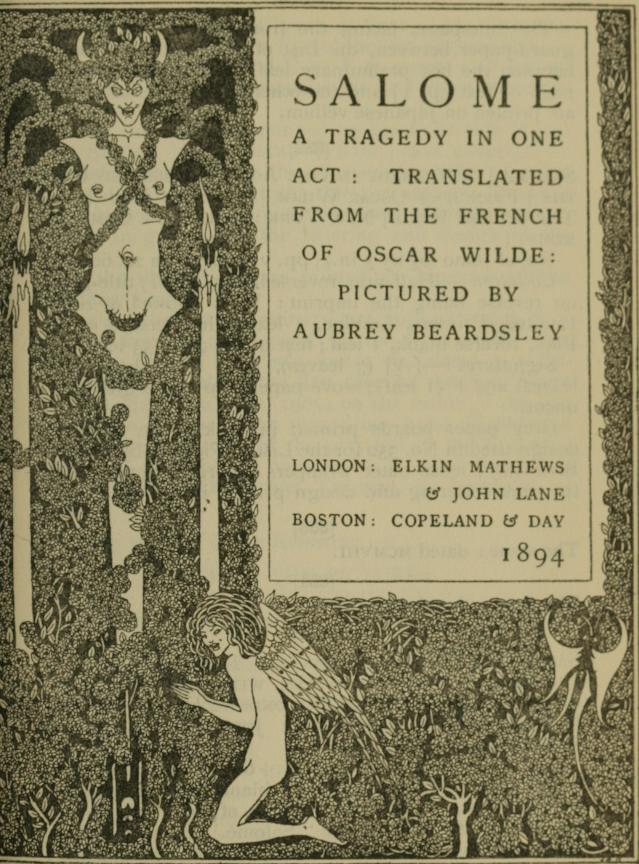 SALOME
A TRAGEDY IN ONE
ACT : TRANSLATED
FROM THE FRENCH
OF OSCAR WILDE:
PICTURED BY
AUBREY BEARDSLEY
LONDON: ELKIN MATHEWS
& JOHN LANE
BOSTON: COPELAND & DAY
1894